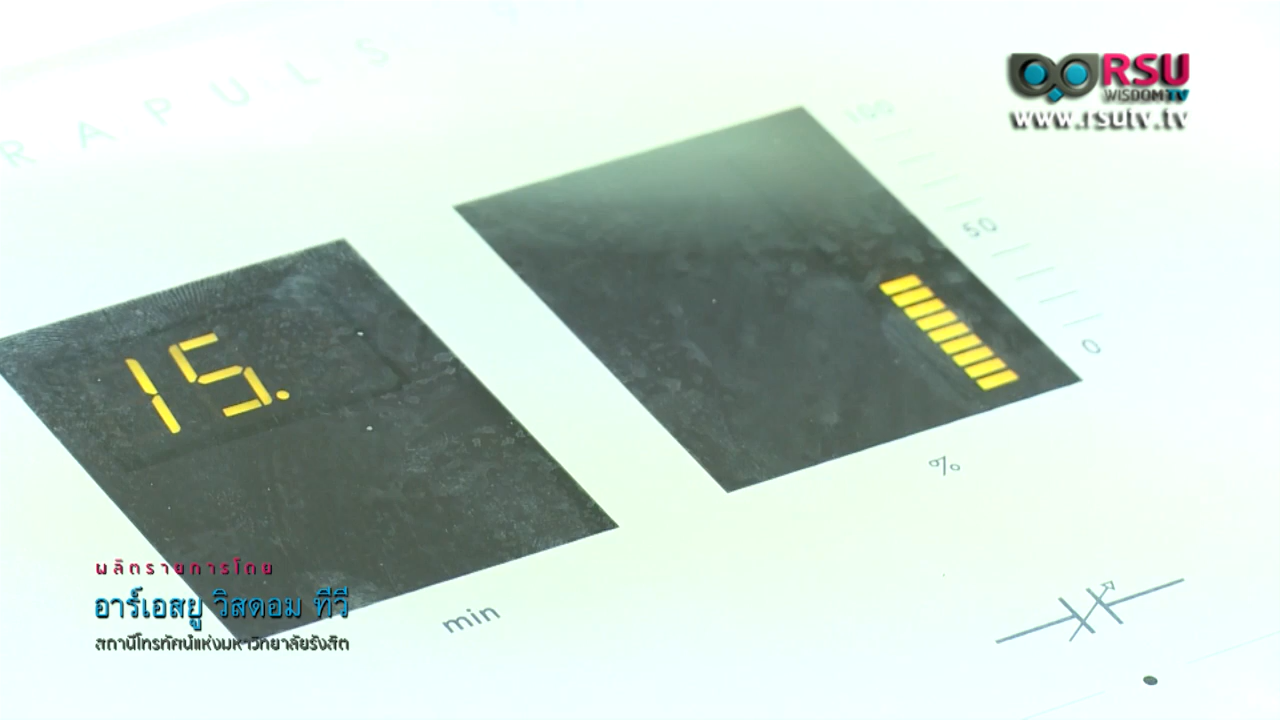 RAPULS
RSU
WISDOM TV
www.rsutv.tv
100
50
0
15.
%
min
ผลิตรายการโดย
อาร์เอสยู วิสดอม ทีวี
สถานีโทรทัศน์แห่งมหาวิทยาลัยรังสิต